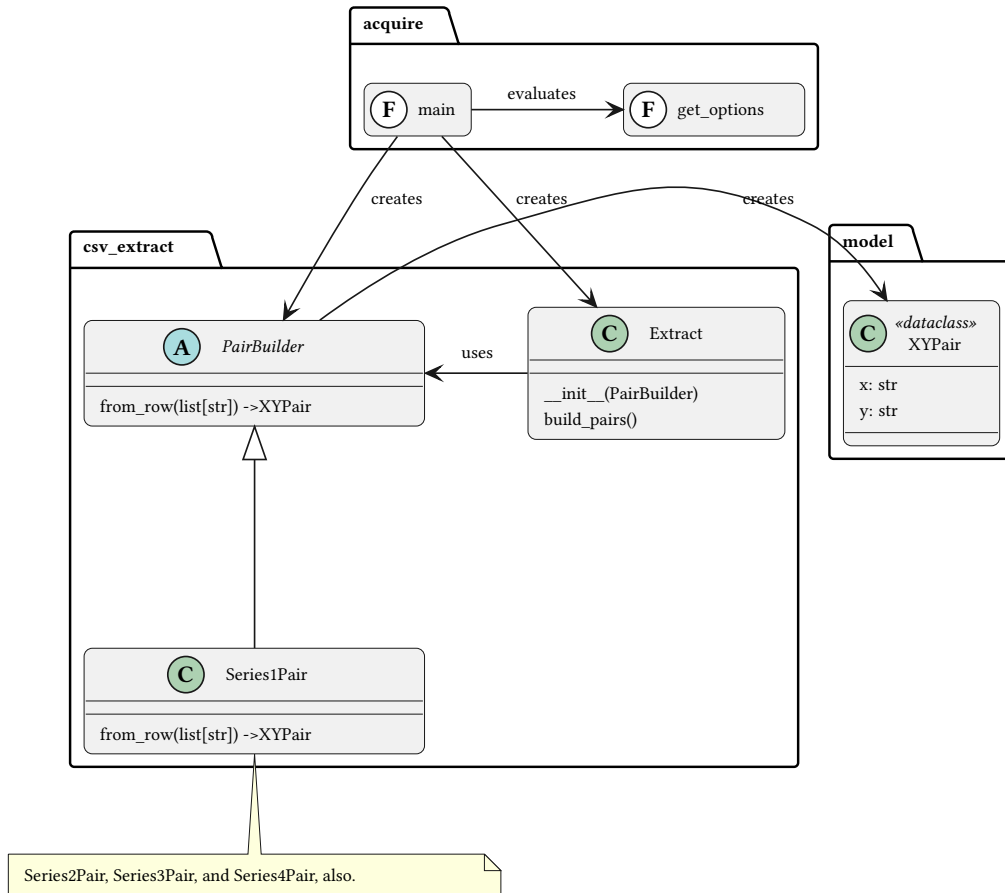 acquire
F main
evaluates
F get_options
creates
creates
creates
csv_extract
model
A PairBuilder
from_row(list[str]) ->XYPair
uses
C Extract
__init__(PairBuilder)
build_pairs()
C «dataclass»
XYPair
x: str
y: str
C Series1Pair
from_row(list[str]) ->XYPair
Series2Pair, Series3Pair, and Series4Pair, also.